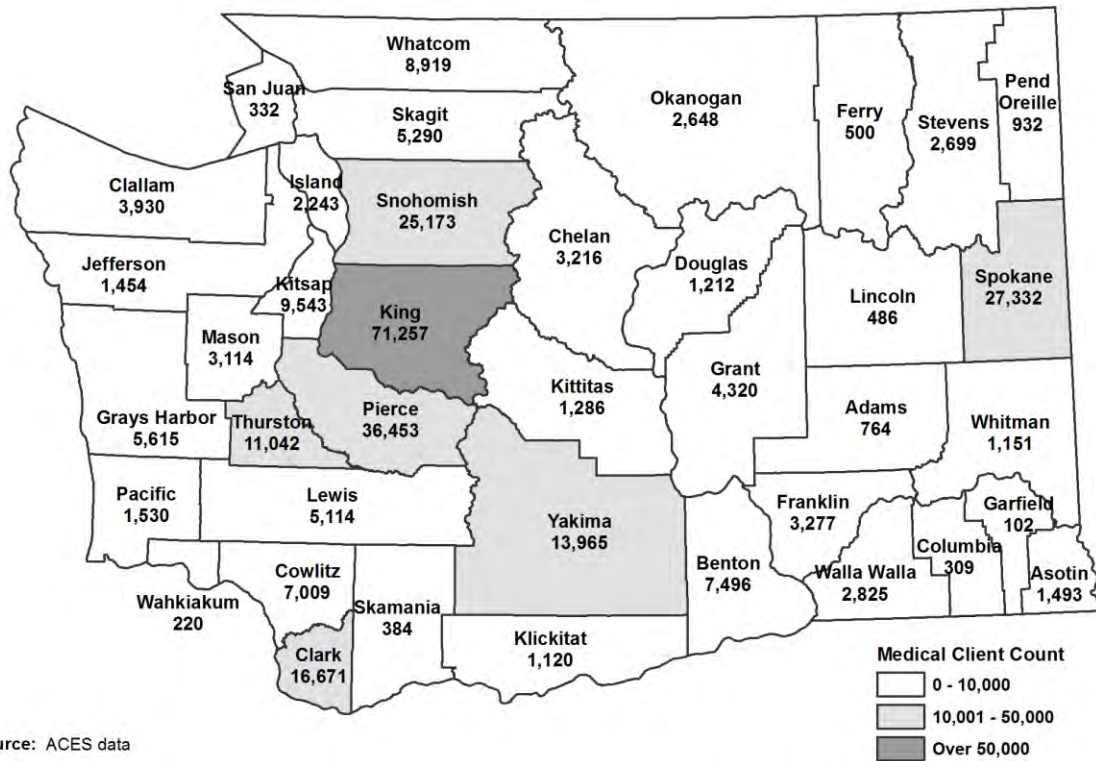 Whatcom
8,919
San Juan
332
Skagit
5,290
Okanogan
2,648
Ferry
500
Stevens
2,699
Pend
Oreille
932
Clallam
3,930
Island
2,243
Snohomish
25,173
Chelan
3,216
Douglas
1,212
Spokane
27,332
Jefferson
1,454
Kitsap
9,543
King
71,257
Lincoln
486
Mason
3,114
Grant
4,320
Kittitas
1,286
Grays Harbor
5,615
Thurston
11,042
Pierce
36,453
Adams
764
Whitman
1,151
Pacific
1,530
Lewis
5,114
Yakima
13,965
Franklin
3,277
Garfield
102
Columbia
309
Benton
7,496
Walla Walla
2,825
Asotin
1,493
Wahkiakum
220
Cowlitz
7,009
Skamania
384
Clark
16,671
Klickitat
1,120
Medical Client Count
0 - 10,000
10,001 - 50,000
Over 50,000
urce: ACES data